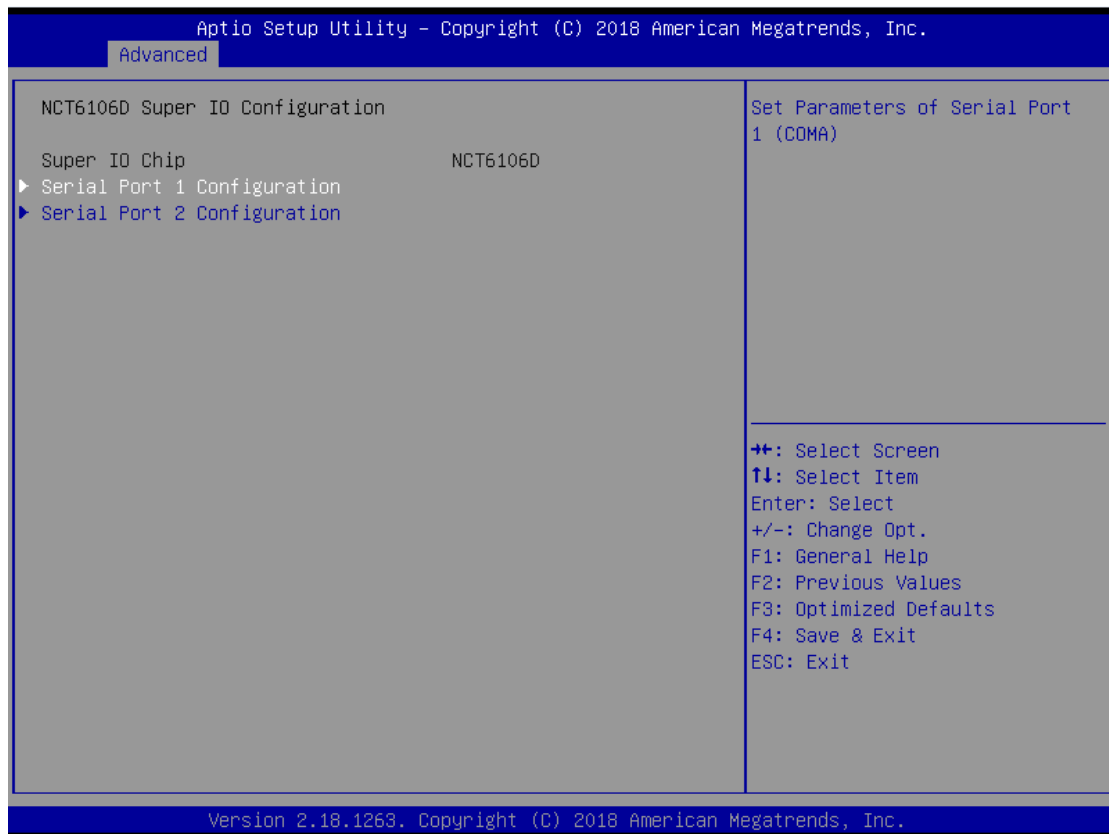 Aptio Setup Utility – Copyright (C) 2018 American Megatrends, Inc.
Advanced
NCT6106D Super IO Configuration
Super IO Chip NCT6106D
Serial Port 1 Configuration
Serial Port 2 Configuration
Set Parameters of Serial Port
1 (COMA)
→←: Select Screen
↑↓: Select Item
Enter: Select
+/-: Change Opt.
F1: General Help
F2: Previous Values
F3: Optimized Defaults
F4: Save & Exit
ESC: Exit
Version 2.18.1263. Copyright (C) 2018 American Megatrends, Inc.